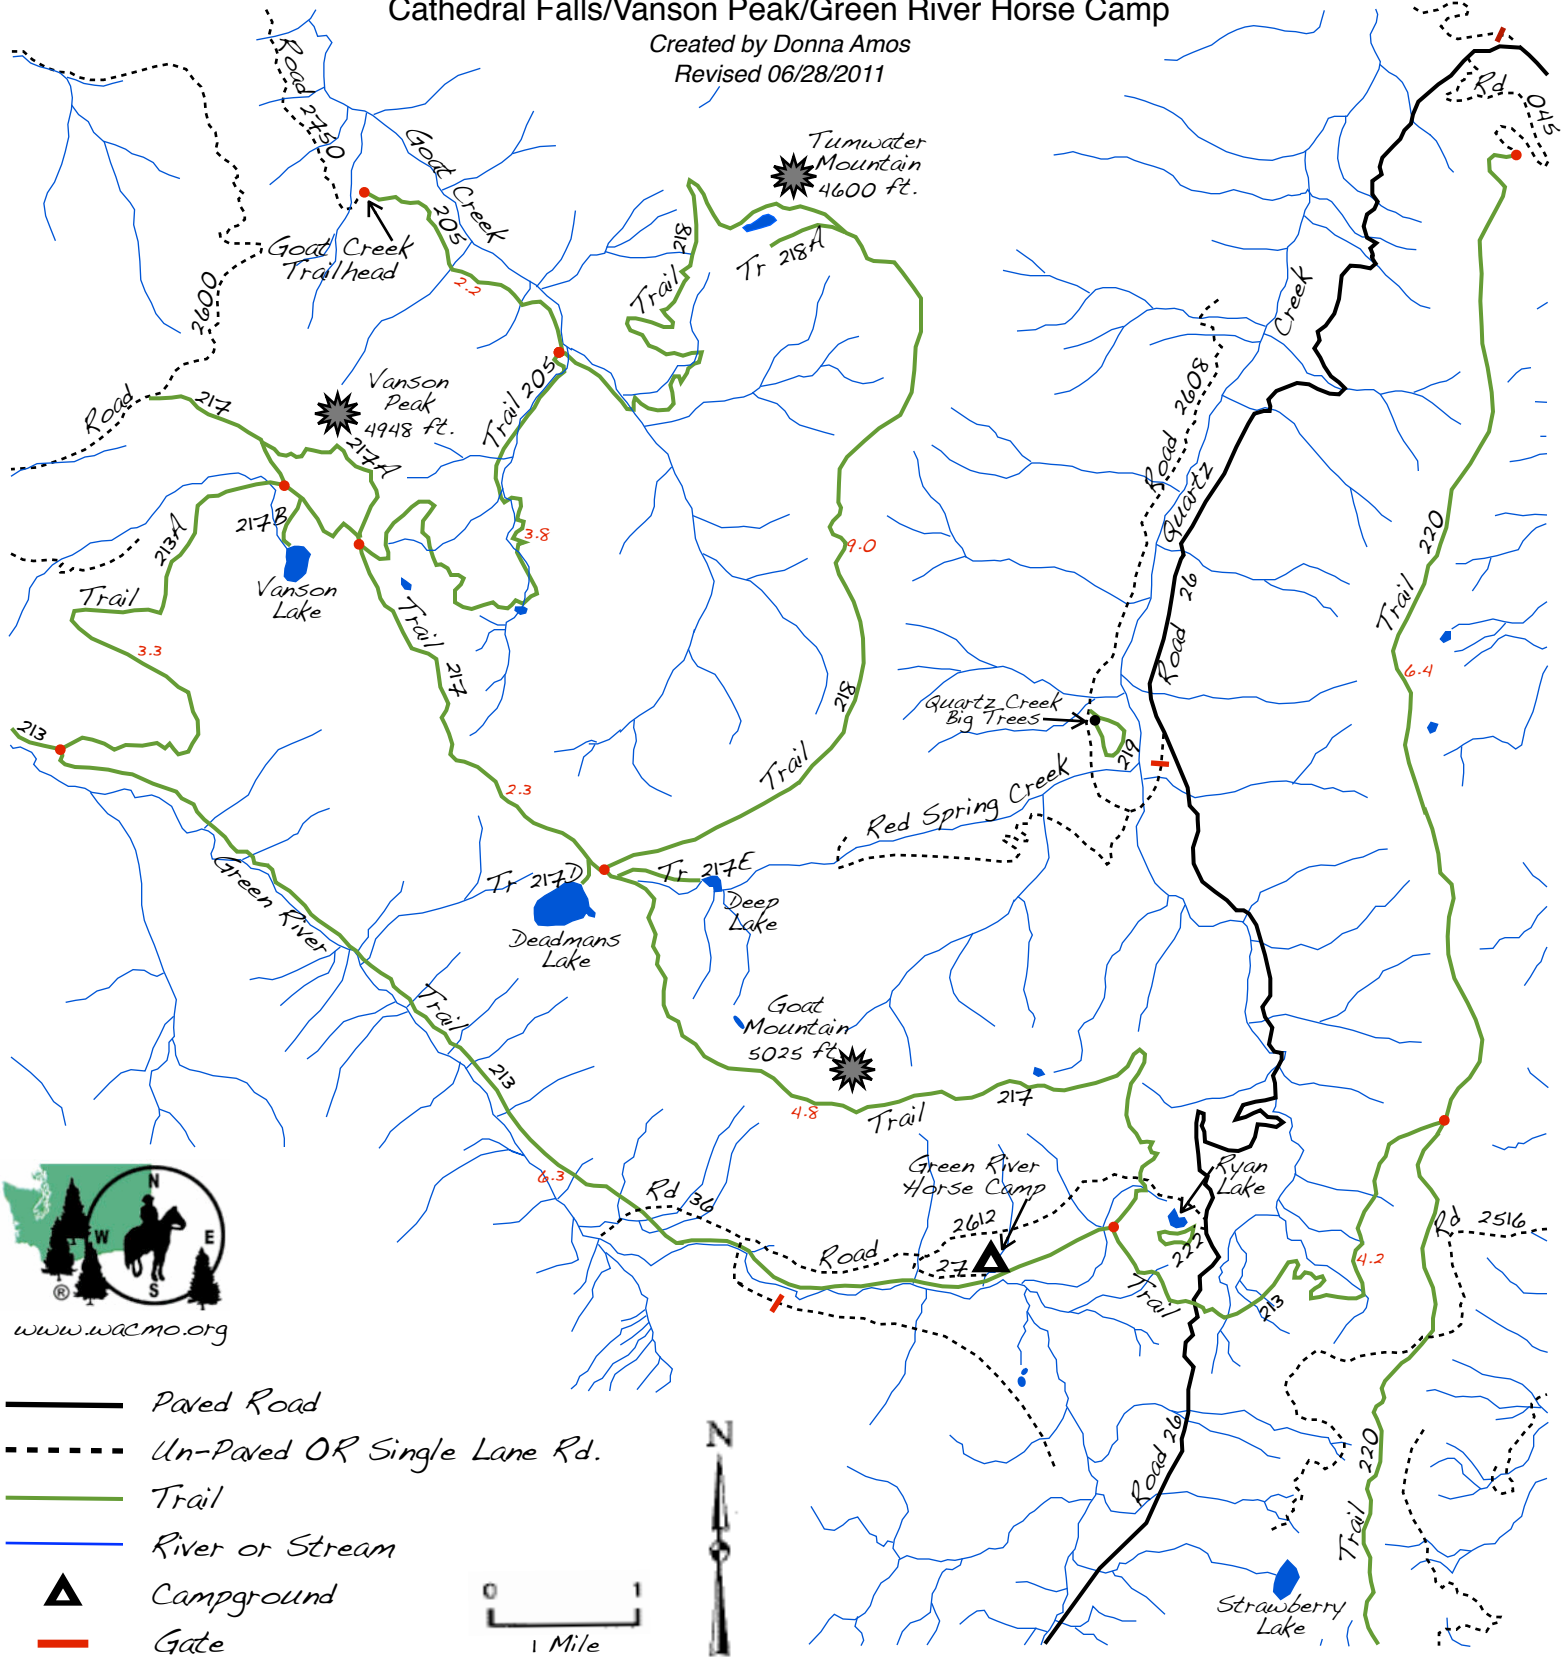 Cathedral Falls/Vanson Peak/Green River Horse Camp
Created by Donna Amos
Revised 06/28/2011
Road 2750
Goat Creek
205
Goat Creek
Trailhead
2.2
2600
Road
217
Vanson
Peak
4948 ft.
217A
Trail 205
Tumwater
Mountain
4600 ft.
Tr 218A
Trail 218
Rd 045
Creek
Road 2608
Quartz
Road 26
Trail 220
6.4
213A
Trail
217B
Vanson
Lake
3.8
9.0
3.3
213
Trail 217
2.3
Trail 218
Quartz Creek
Big Trees
219
Red Spring Creek
Green River
Trail
213
Tr 217D
Tr 217E
Deep
Lake
Deadmans
Lake
Goat
Mountain
5025 ft.
4.8
Trail
217
6.3
Rd 36
Road
2612
27
Green River
Horse Camp
Ryan
Lake
222
Trail
213
4.2
Rd 2516
N
W
E
S
®
www.wacmo.org
Road 26
Trail 220
Strawberry
Lake
Paved Road
Un-Paved OR Single Lane Rd.
Trail
River or Stream
Campground
Gate
0 1
1 Mile
N